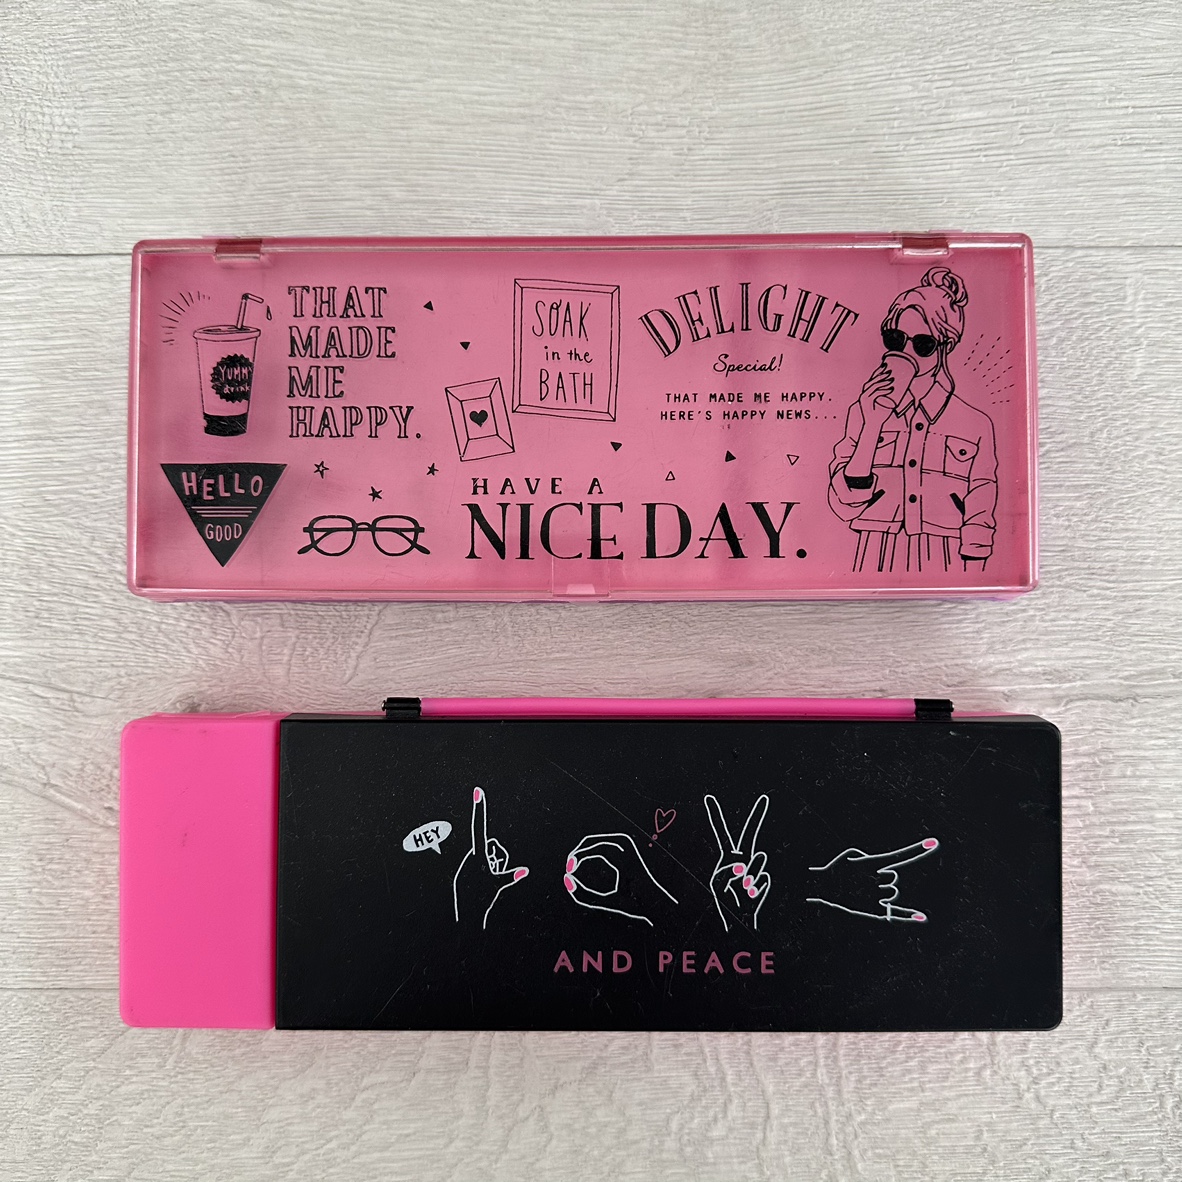 YUMMY
drink
THAT
MADE
ME
HAPPY.
SOAK
in the
BATH
DELIGHT
Special!
THAT MADE ME HAPPY.
HERE'S HAPPY NEWS...
HELLO
GOOD
HAVE A
NICE DAY.
HEY
AND PEACE